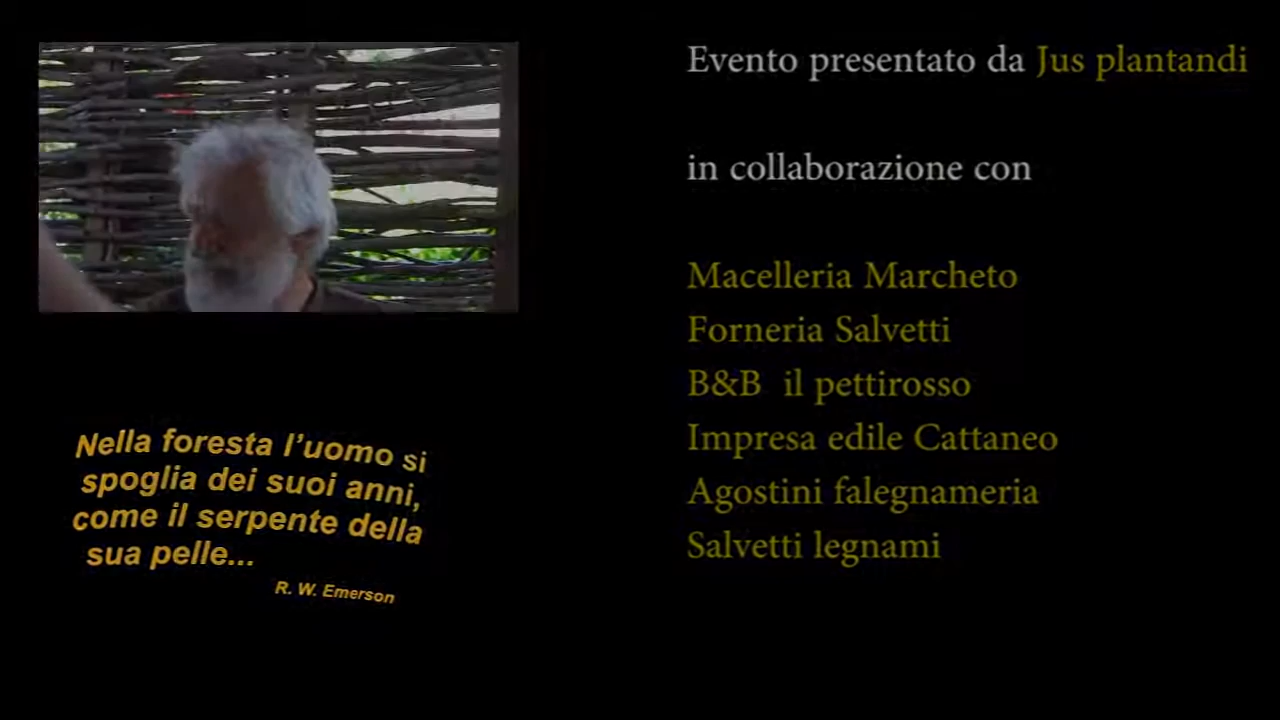 Evento presentato da Jus plantandi
in collaborazione con
Macelleria Marcheto
Forneria Salvetti
B&B il pettirosso
Impresa edile Cattaneo
Agostini falegnameria
Salvetti legnami
Nella foresta l'uomo si
spoglia dei suoi anni,
come il serpente della
sua pelle...
R. W. Emerson